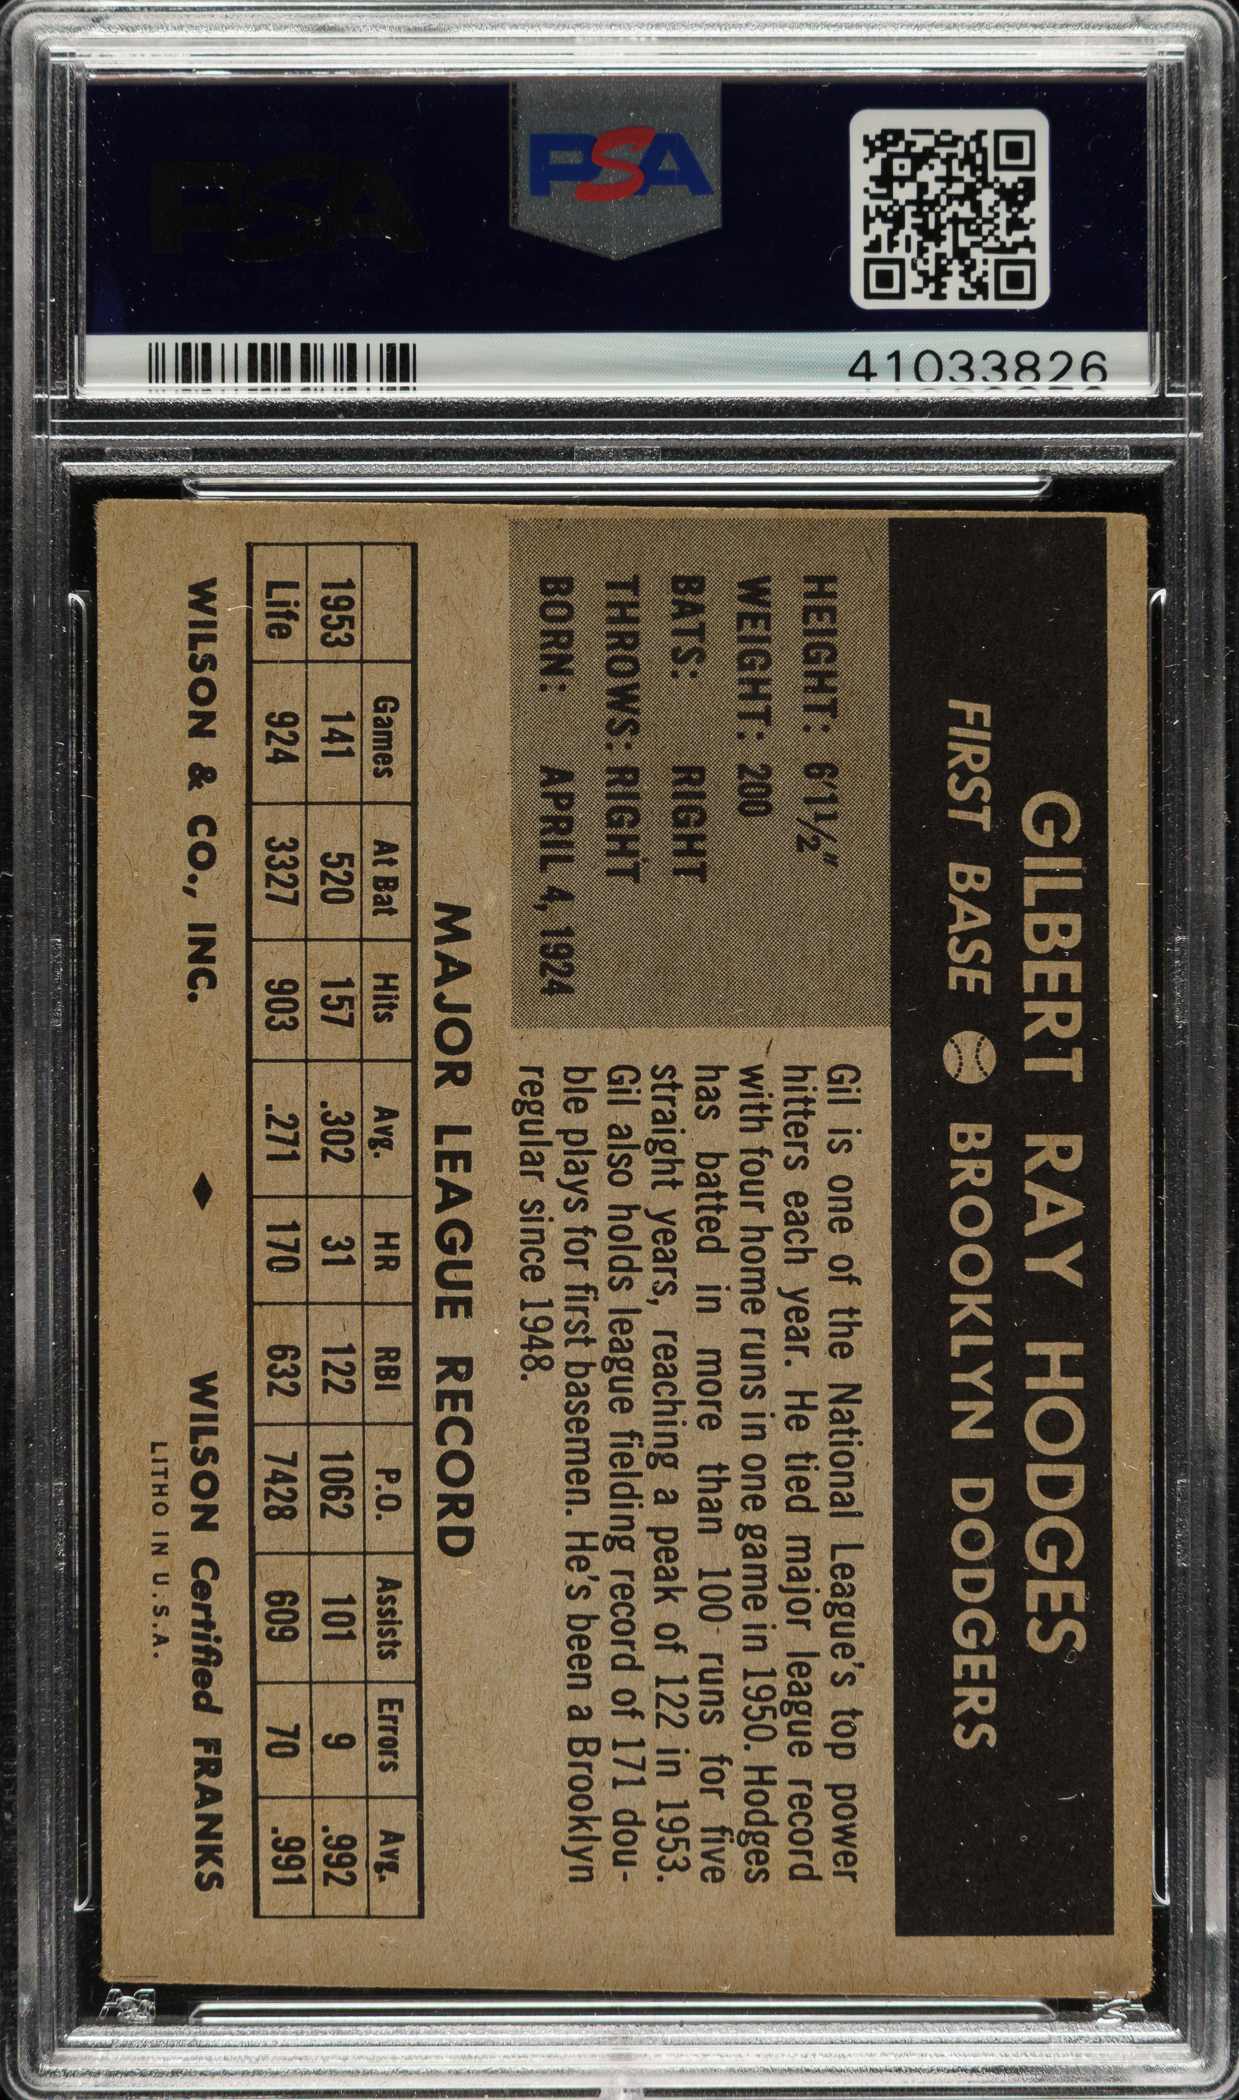 PSA
PSA
41033826
GILBERT RAY HODGES
FIRST BASE BROOKLYN DODGERS
HEIGHT: 6'1½"
WEIGHT: 200
BATS: RIGHT
THROWS: RIGHT
BORN: APRIL 4, 1924
Gil is one of the National League's top power
hitters each year. He tied major league record
with four home runs in one game in 1950. Hodges
has batted in more than 100 runs for five
straight years, reaching a peak of 122 in 1953.
Gil also holds league fielding record of 171 dou-
ble plays for first basemen. He's been a Brooklyn
regular since 1948.
MAJOR LEAGUE RECORD
Games At Bat Hits Avg. HR RBI P.O. Assists Errors Avg.
1953 141 520 157 .302 31 122 1062 101 9 .992
Life 924 3327 903 .271 170 632 7428 609 70 .991
WILSON & CO., INC. ♦ WILSON Certified FRANKS
LITHO IN U.S.A.